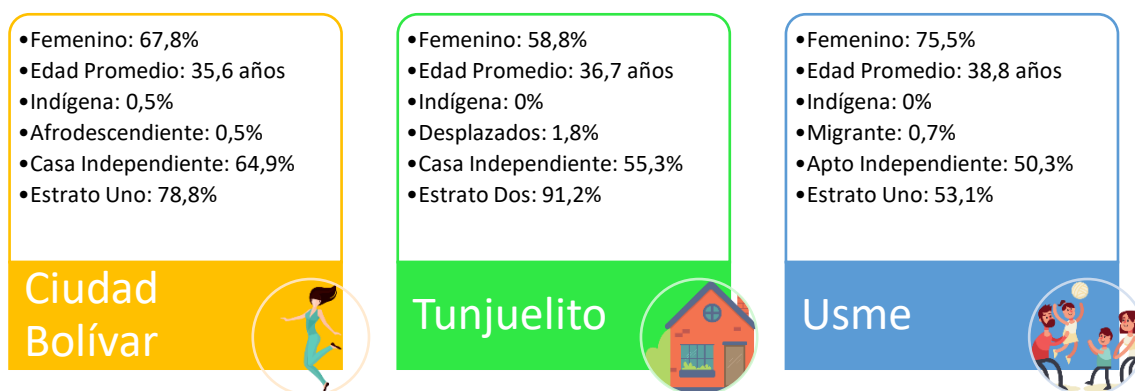 •Femenino: 67,8%
•Edad Promedio: 35,6 años
•Indígena: 0,5%
•Afrodescendiente: 0,5%
•Casa Independiente: 64,9%
•Estrato Uno: 78,8%
Ciudad
Bolívar
•Femenino: 58,8%
•Edad Promedio: 36,7 años
•Indígena: 0%
•Desplazados: 1,8%
•Casa Independiente: 55,3%
•Estrato Dos: 91,2%
Tunjuelito
•Femenino: 75,5%
•Edad Promedio: 38,8 años
•Indígena: 0%
•Migrante: 0,7%
•Apto Independiente: 50,3%
•Estrato Uno: 53,1%
Usme